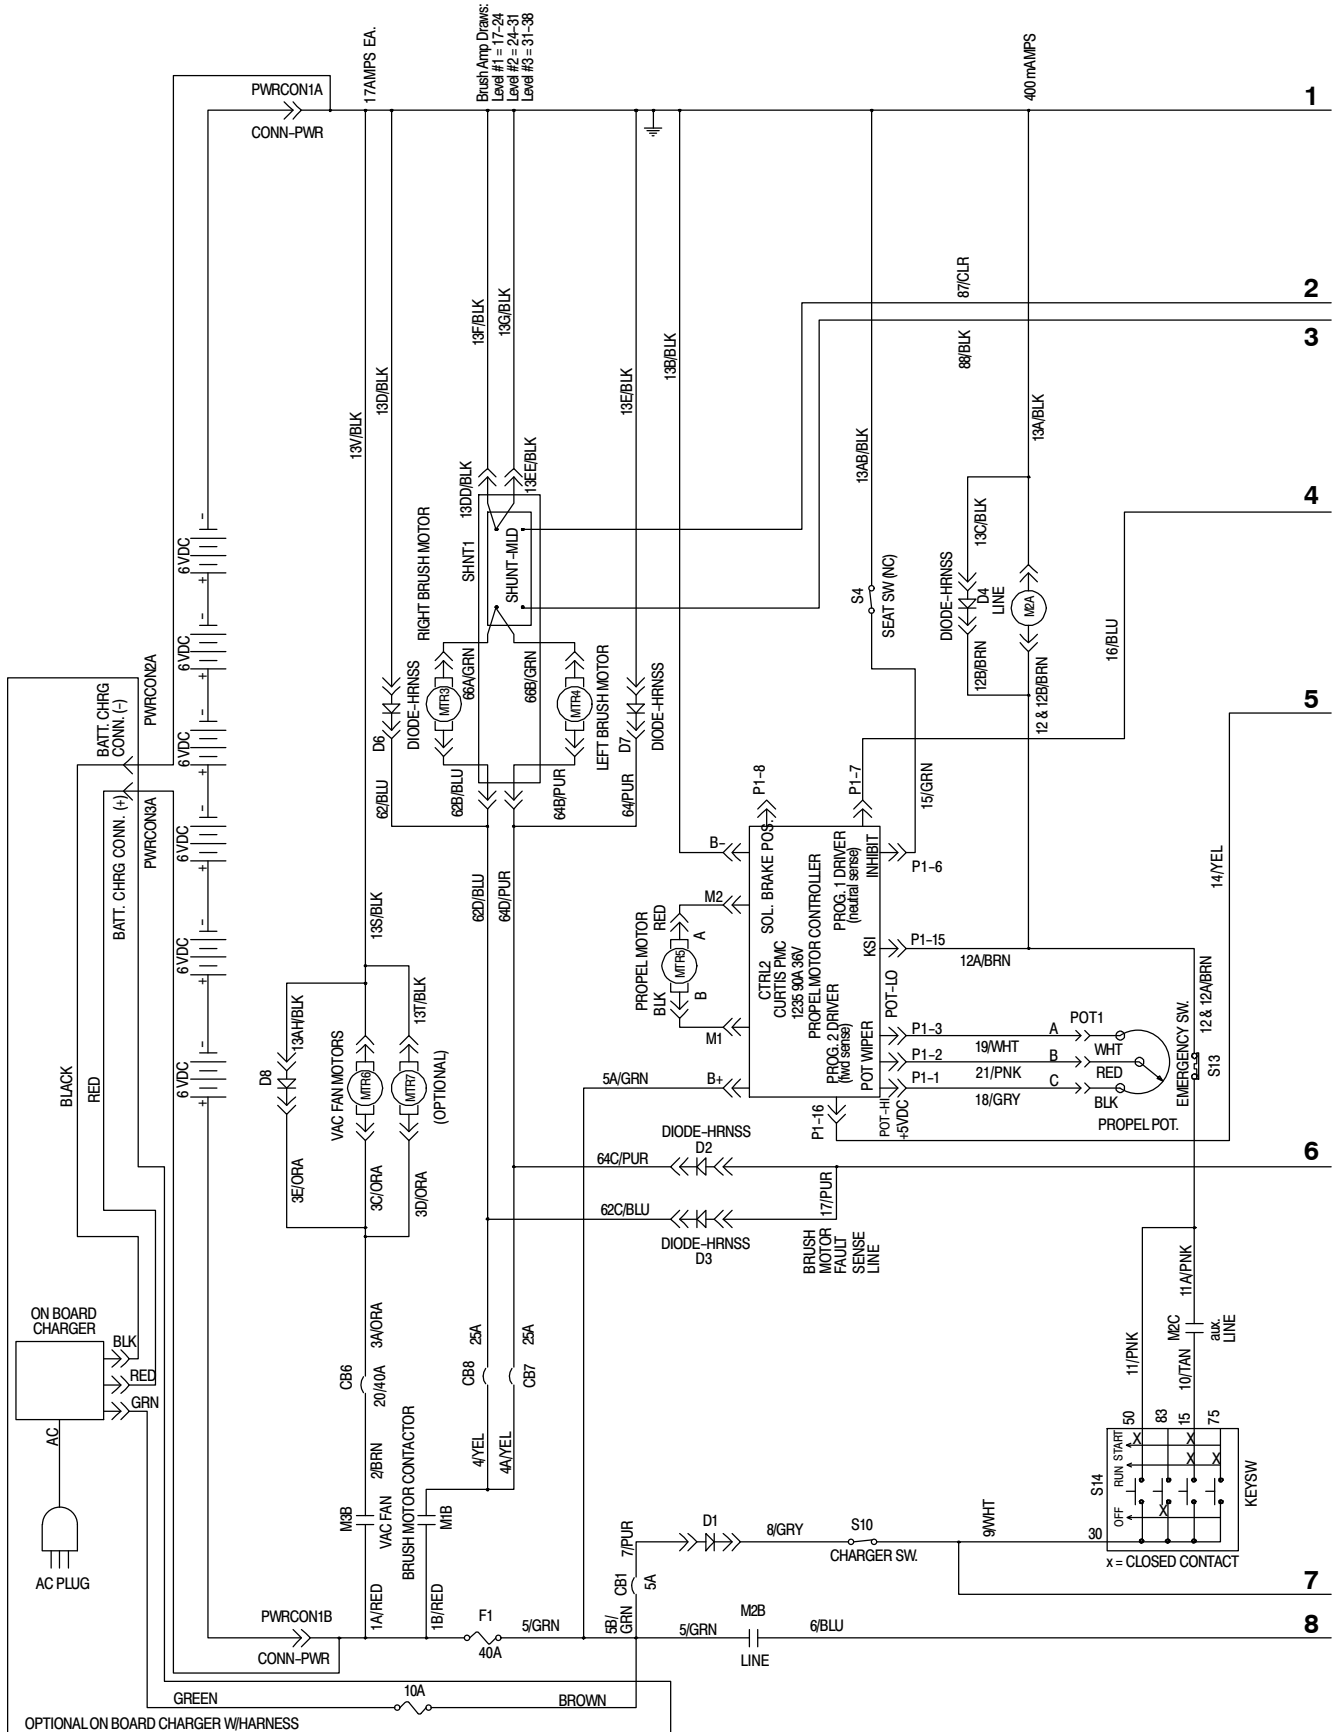 17AMPS EA.
Brush Amp Draws:
Level #1 = 17-24
Level #2 = 24-31
Level #3 = 31-38
400 mAMPS
PWRCON1A
CONN-PWR
1
87/CLR
2
88/BLK
3
13F/BLK
13G/BLK
13D/BLK
13V/BLK
13E/BLK
13B/BLK
13AB/BLK
13A/BLK
13DD/BLK
13EE/BLK
4
13C/BLK
RIGHT BRUSH MOTOR
SHNT1
SHUNT-MLD
S4
SEAT SW (NC)
DIODE-HRNSS
D4
LINE
M2A
12B/BRN
12 & 12B/BRN
16/BLU
-
6 VDC
+
-
6 VDC
+
-
6 VDC
+
-
6 VDC
+
-
6 VDC
+
-
6 VDC
+
PWRCON2A
BATT. CHRG
CONN. (-)
BATT. CHRG CONN. (+)
PWRCON3A
D6
DIODE-HRNSS
MTR3
66A/GRN
66B/GRN
MTR4
LEFT BRUSH MOTOR
D7
DIODE-HRNSS
5
62/BLU
62B/BLU
64B/PUR
64/PUR
P1-8
P1-7
15/GRN
14/YEL
B-
SOL. BRAKE POS.
PROG. 1 DRIVER
(neutral sense)
INHIBIT
P1-6
62D/BLU
64D/PUR
13S/BLK
M2
RED
A
PROPEL MOTOR
MTR5
BLK
B
M1
CTRL2
CURTIS PMC
1235 90A 36V
PROPEL MOTOR CONTROLLER
PROG. 2 DRIVER
(fwd sense)
POT WIPER
POT-LO
KSI
P1-15
12A/BRN
12 & 12A/BRN
EMERGENCY SW.
S13
P1-3
19/WHT
A
POT1
WHT
P1-2
21/PNK
B
RED
P1-1
18/GRY
C
BLK
PROPEL POT.
13AH/BLK
13T/BLK
D8
VAC FAN MOTORS
MTR6
MTR7
(OPTIONAL)
5A/GRN
B+
P1-16
POT-HI
+5VDC
BLACK
RED
3E/ORA
3C/ORA
3D/ORA
64C/PUR
DIODE-HRNSS
D2
6
62C/BLU
DIODE-HRNSS
D3
17/PUR
BRUSH
MOTOR
FAULT
SENSE
LINE
ON BOARD
CHARGER
BLK
RED
GRN
AC
AC PLUG
3A/ORA
CB6
20/40A
2/BRN
M3B
VAC FAN
1A/RED
25A
CB8
25A
CB7
4/YEL
4A/YEL
BRUSH MOTOR CONTACTOR
M1B
1B/RED
11A/PNK
M2C
aux.
LINE
11/PNK
10/TAN
50
83
15
75
S14
OFF
RUN
START
X
X
X
X
X
KEYSW
30
x = CLOSED CONTACT
7/PUR
D1
8/GRY
S10
CHARGER SW.
9/WHT
CB1
5A
7
PWRCON1B
CONN-PWR
F1
40A
5/GRN
5B/
GRN
5/GRN
M2B
LINE
6/BLU
8
GREEN
10A
BROWN
OPTIONAL ON BOARD CHARGER W/HARNESS